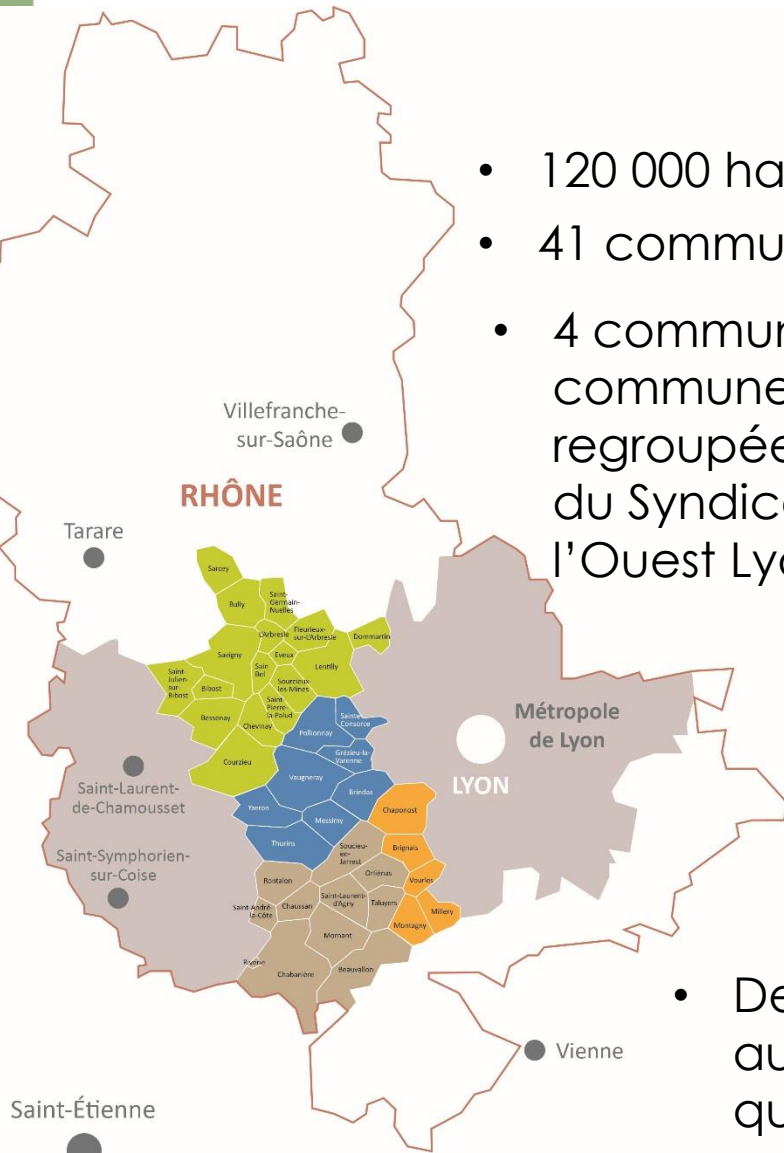 • 120 000 ha
• 41 commu
• 4 commun
commune
regroupée
du Syndica
l'Ouest Lyo
Villefranche-
sur-Saône
RHÔNE
Tarare
Sarcey
Bully
Saint-
Germain-
Nuelles
L'Arbresle
Fleurieux-
sur-L'Arbresle
Dommartin
Savigny
Eveux
Sain
Bel
Lentilly
Saint-
Julien-
sur-
Bibost
Bibost
Sourcieux-
les-Mines
Saint-
Pierre-
la-Palud
Bessenay
Chevinay
Courzieu
Sainte-
Consorce
Pollionnay
Grézieu-la-
Varenne
Vaugneray
Brindas
Yzeron
Messimy
Thurins
Métropole
de Lyon
LYON
Saint-Laurent-
de-Chamousset
Saint-Symphorien-
sur-Coise
Chaponost
Brignais
Vourles
Millery
Montagny
Soucieu-
en-
Jarrest
Orliénas
Rontalon
Saint-André-
la-Côte
Chaussan
Saint-Laurent-
d'Agny
Taluyers
Mornant
Riverie
Chabanière
Beauvallon
• De
au
qu
Vienne
Saint-Étienne